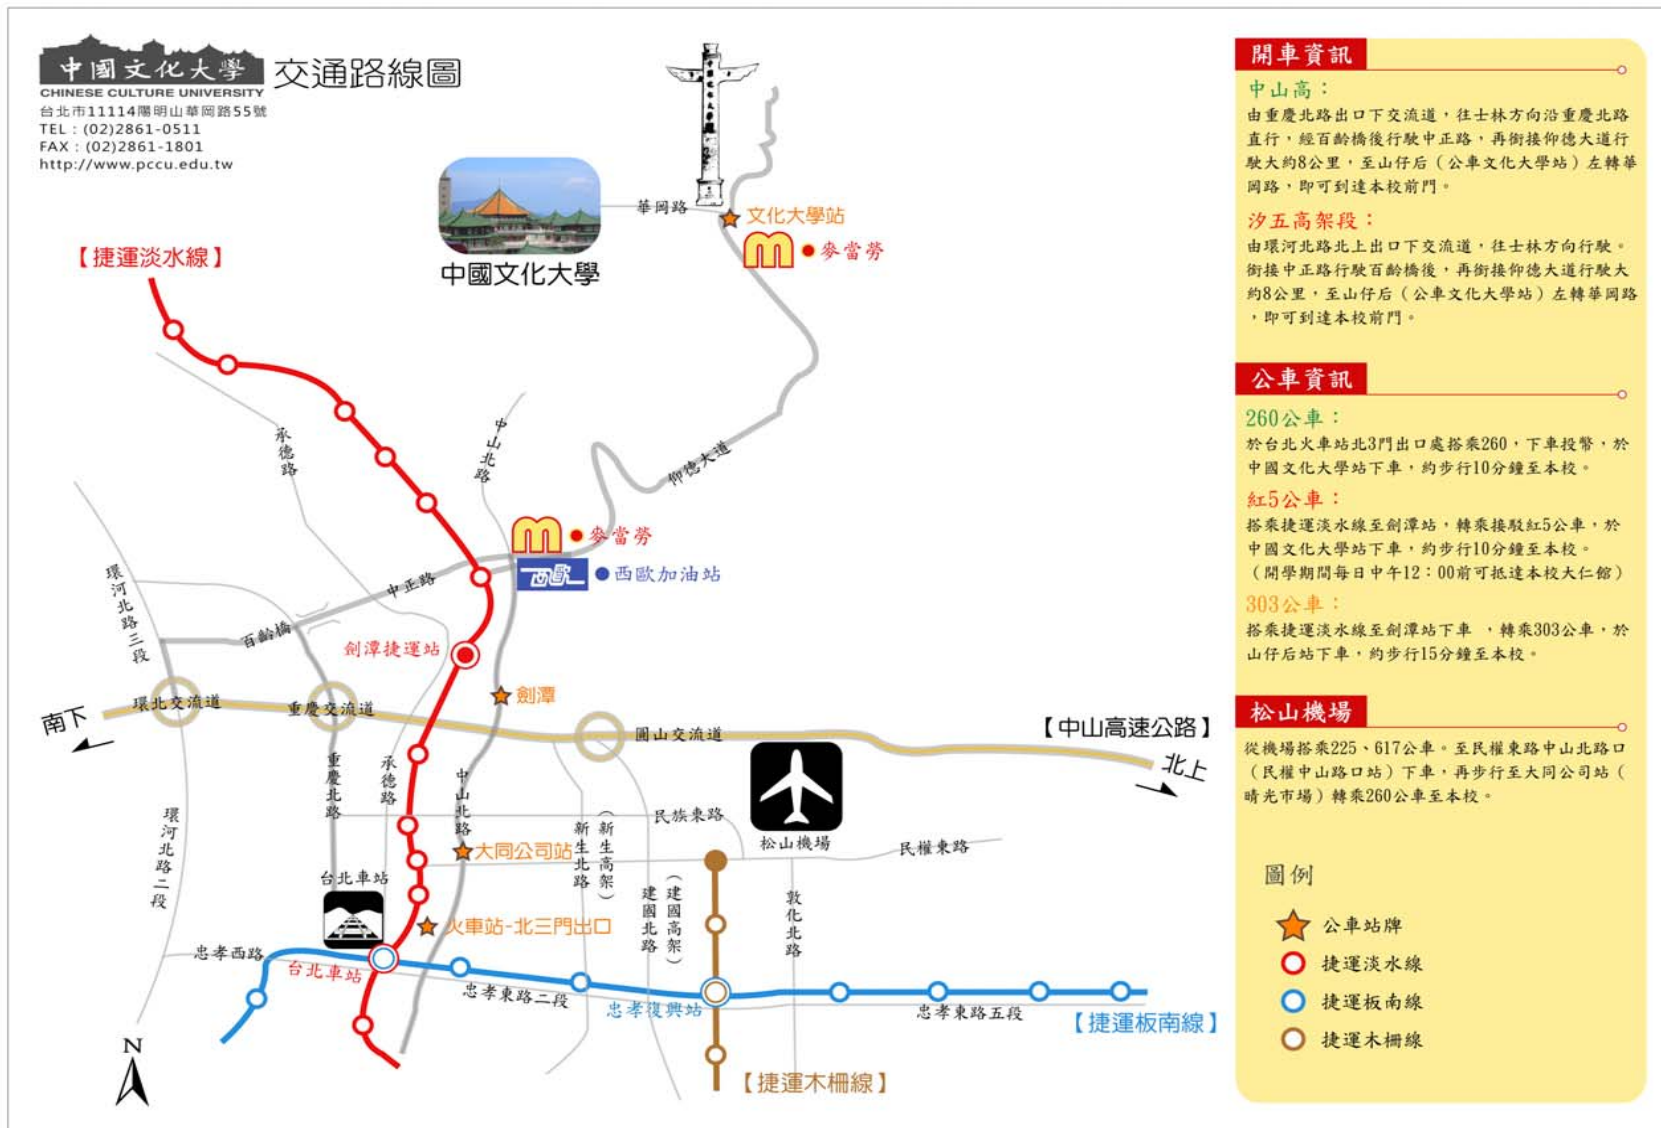 中國文化大學
CHINESE CULTURE UNIVERSITY
交通路線圖
台北市11114陽明山華岡路55號
TEL : (02)2861-0511
FAX : (02)2861-1801
http://www.pccu.edu.tw
中國文化大學
華岡路
文化大學站
麥當勞
【捷運淡水線】
承德路
中山北路
仰德大道
麥當勞
西歐
西歐加油站
中正路
環河北路三段
百齡橋
劍潭捷運站
劍潭
南下
環北交流道
重慶交流道
圓山交流道
【中山高速公路】
北上
重慶北路
承德路
中山北路
民族東路
松山機場
民權東路
環河北路二段
大同公司站
新生北路
（新生高架）
建國北路
（建國高架）
敦化北路
台北車站
火車站-北三門出口
忠孝西路
台北車站
忠孝東路二段
忠孝復興站
忠孝東路五段
【捷運板南線】
【捷運木柵線】
N
開車資訊
中山高：
由重慶北路出口下交流道，往士林方向沿重慶北路
直行，經百齡橋後行駛中正路，再銜接仰德大道行
駛大約8公里，至山仔后（公車文化大學站）左轉華
岡路，即可到達本校前門。
汐五高架段：
由環河北路北上出口下交流道，往士林方向行駛。
銜接中正路行駛百齡橋後，再銜接仰德大道行駛大
約8公里，至山仔后（公車文化大學站）左轉華岡路
，即可到達本校前門。
公車資訊
260公車：
於台北火車站北3門出口處搭乘260，下車投幣，於
中國文化大學站下車，約步行10分鐘至本校。
紅5公車：
搭乘捷運淡水線至劍潭站，轉乘接駁紅5公車，於
中國文化大學站下車，約步行10分鐘至本校。
（開學期間每日中午12：00前可抵達本校大仁館）
303公車：
搭乘捷運淡水線至劍潭站下車 ，轉乘303公車，於
山仔后站下車，約步行15分鐘至本校。
松山機場
從機場搭乘225、617公車。至民權東路中山北路口
（民權中山路口站）下車，再步行至大同公司站（
晴光市場）轉乘260公車至本校。
圖例
公車站牌
捷運淡水線
捷運板南線
捷運木柵線